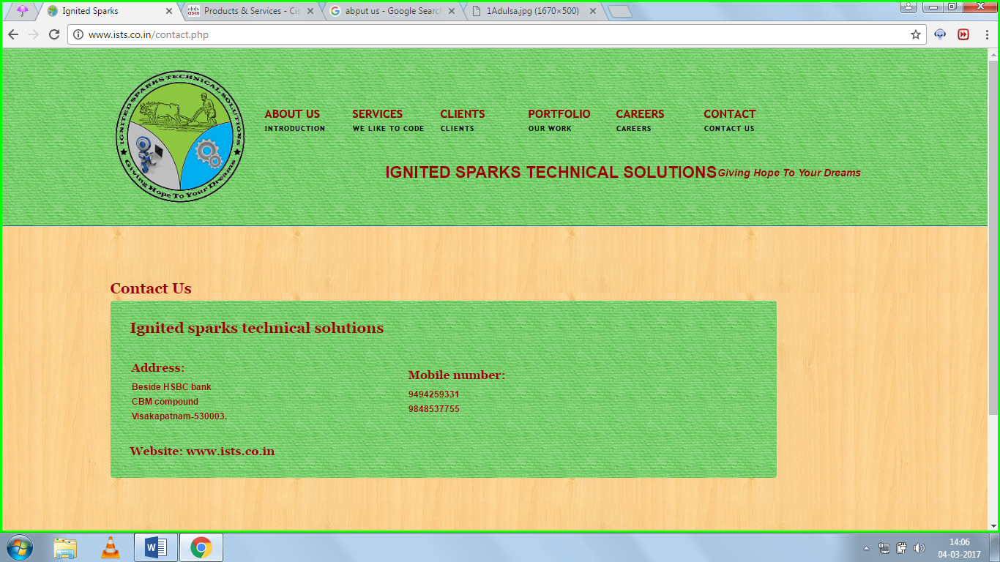 Ignited Sparks
Products & Services - Cis
abput us - Google Search
1Adulsa.jpg (1670×500)
www.ists.co.in/contact.php
IGNITED SPARKS TECHNICAL SOLUTIONS
Giving Hope To Your Dreams
ABOUT US SERVICES CLIENTS PORTFOLIO CAREERS CONTACT
INTRODUCTION WE LIKE TO CODE CLIENTS OUR WORK CAREERS CONTACT US
IGNITED SPARKS TECHNICAL SOLUTIONS Giving Hope To Your Dreams
Contact Us
Ignited sparks technical solutions
Address:
Beside HSBC bank
CBM compound
Visakapatnam-530003.
Mobile number:
9494259331
9848537755
Website: www.ists.co.in
14:06
04-03-2017